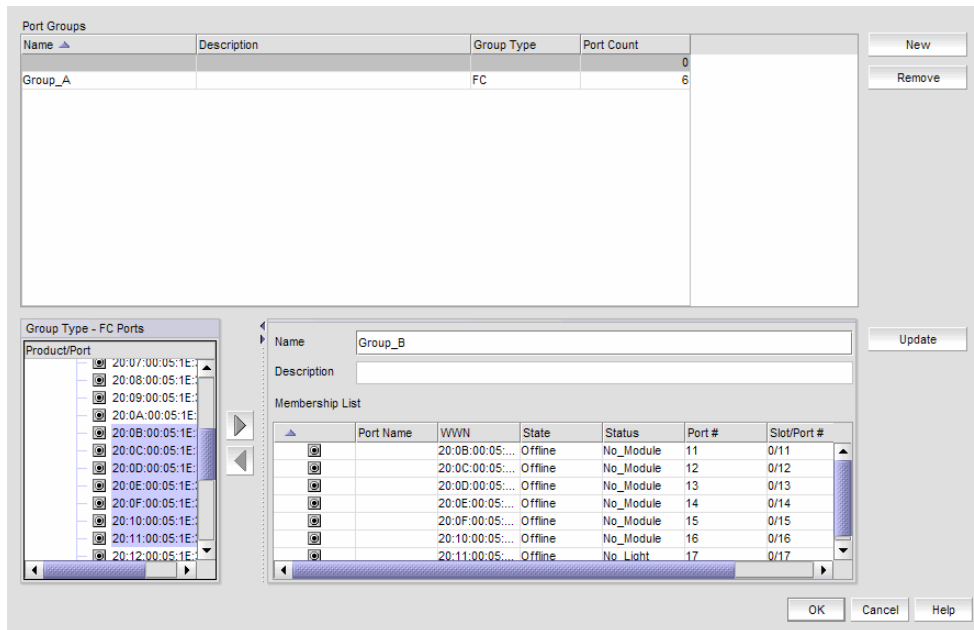 Port Groups
Name Description Group Type Port Count
New
0
Group_A FC 6
Remove
Group Type - FC Ports
Product/Port
20:07:00:05:1E:
20:08:00:05:1E:
20:09:00:05:1E:
20:0A:00:05:1E:
20:0B:00:05:1E:
20:0C:00:05:1E:
20:0D:00:05:1E:
20:0E:00:05:1E:
20:0F:00:05:1E:
20:10:00:05:1E:
20:11:00:05:1E:
20:12:00:05:1E:
Name Group_B
Update
Description
Membership List
Port Name WWN State Status Port # Slot/Port #
20:0B:00:05:... Offline No_Module 11 0/11
20:0C:00:05:... Offline No_Module 12 0/12
20:0D:00:05:... Offline No_Module 13 0/13
20:0E:00:05:... Offline No_Module 14 0/14
20:0F:00:05:... Offline No_Module 15 0/15
20:10:00:05:... Offline No_Module 16 0/16
20:11:00:05:... Offline No_Light 17 0/17
OK Cancel Help